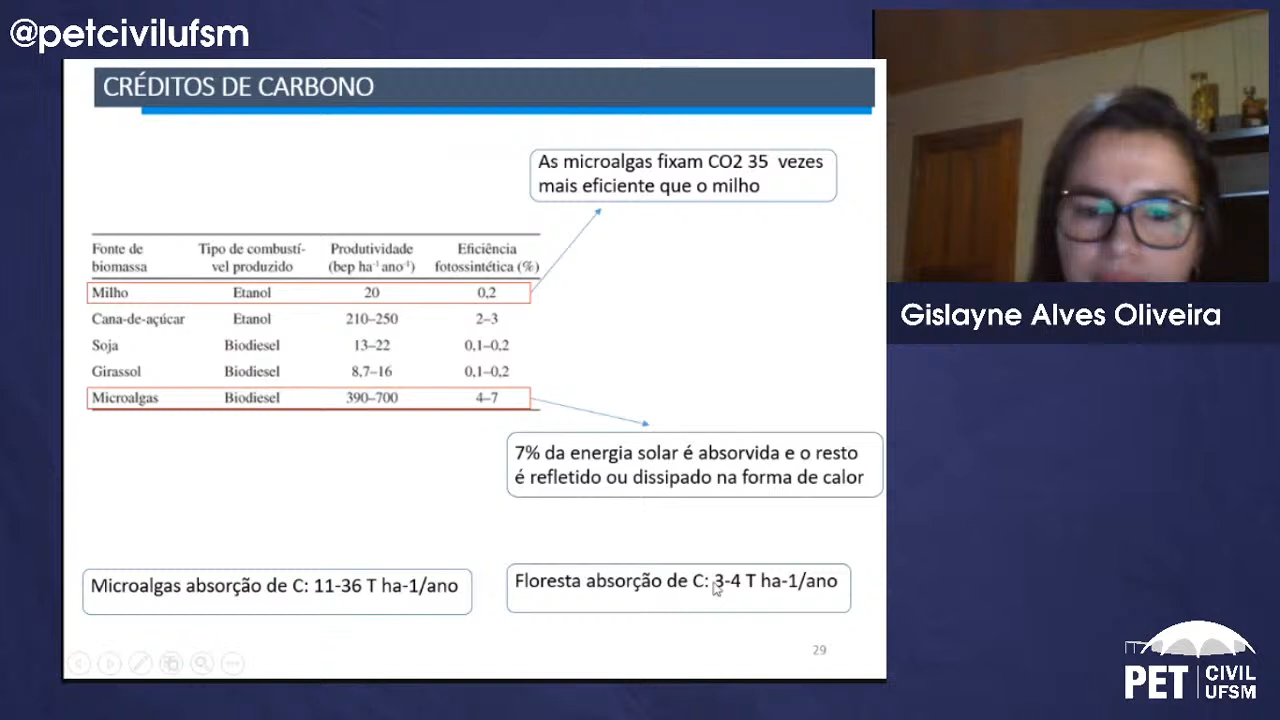 @petcivilufsm
CRÉDITOS DE CARBONO
As microalgas fixam CO2 35 vezes
mais eficiente que o milho
Fonte de biomassa Tipo de combustí-vel produzido Produtividade (bep ha⁻¹ ano⁻¹) Eficiência fotossintética (%)
Milho Etanol 20 0,2
Cana-de-açúcar Etanol 210–250 2–3
Soja Biodiesel 13–22 0,1–0,2
Girassol Biodiesel 8,7–16 0,1–0,2
Microalgas Biodiesel 390–700 4–7
7% da energia solar é absorvida e o resto
é refletido ou dissipado na forma de calor
Microalgas absorção de C: 11-36 T ha-1/ano
Floresta absorção de C: 3-4 T ha-1/ano
29
Gislayne Alves Oliveira
PET CIVIL
UFSM